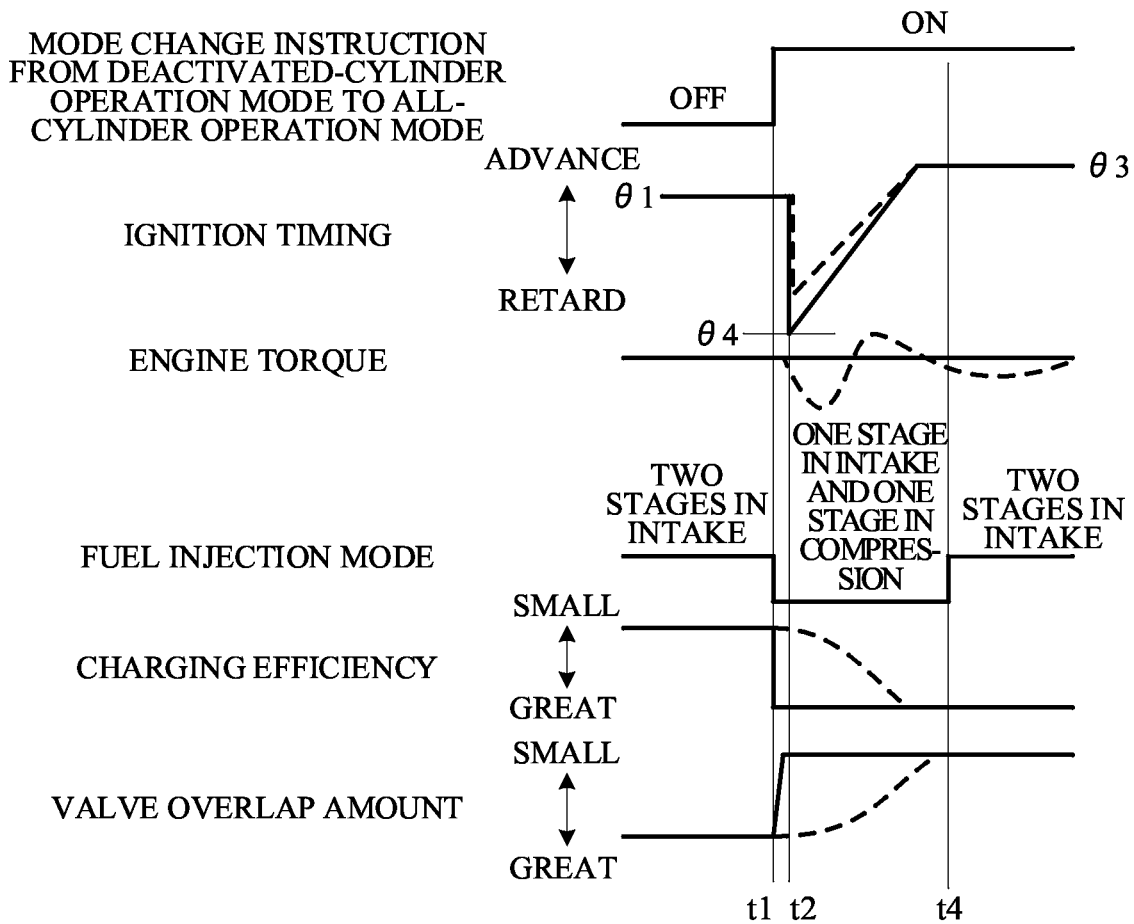 MODE CHANGE INSTRUCTION
FROM DEACTIVATED-CYLINDER
OPERATION MODE TO ALL-
CYLINDER OPERATION MODE
OFF
ON
ADVANCE
θ1
θ3
IGNITION TIMING
RETARD
θ4
ENGINE TORQUE
TWO
STAGES IN
INTAKE
ONE STAGE
IN INTAKE
AND ONE
STAGE IN
COMPRES-
SION
TWO
STAGES IN
INTAKE
FUEL INJECTION MODE
SMALL
CHARGING EFFICIENCY
GREAT
SMALL
VALVE OVERLAP AMOUNT
GREAT
t1
t2
t4